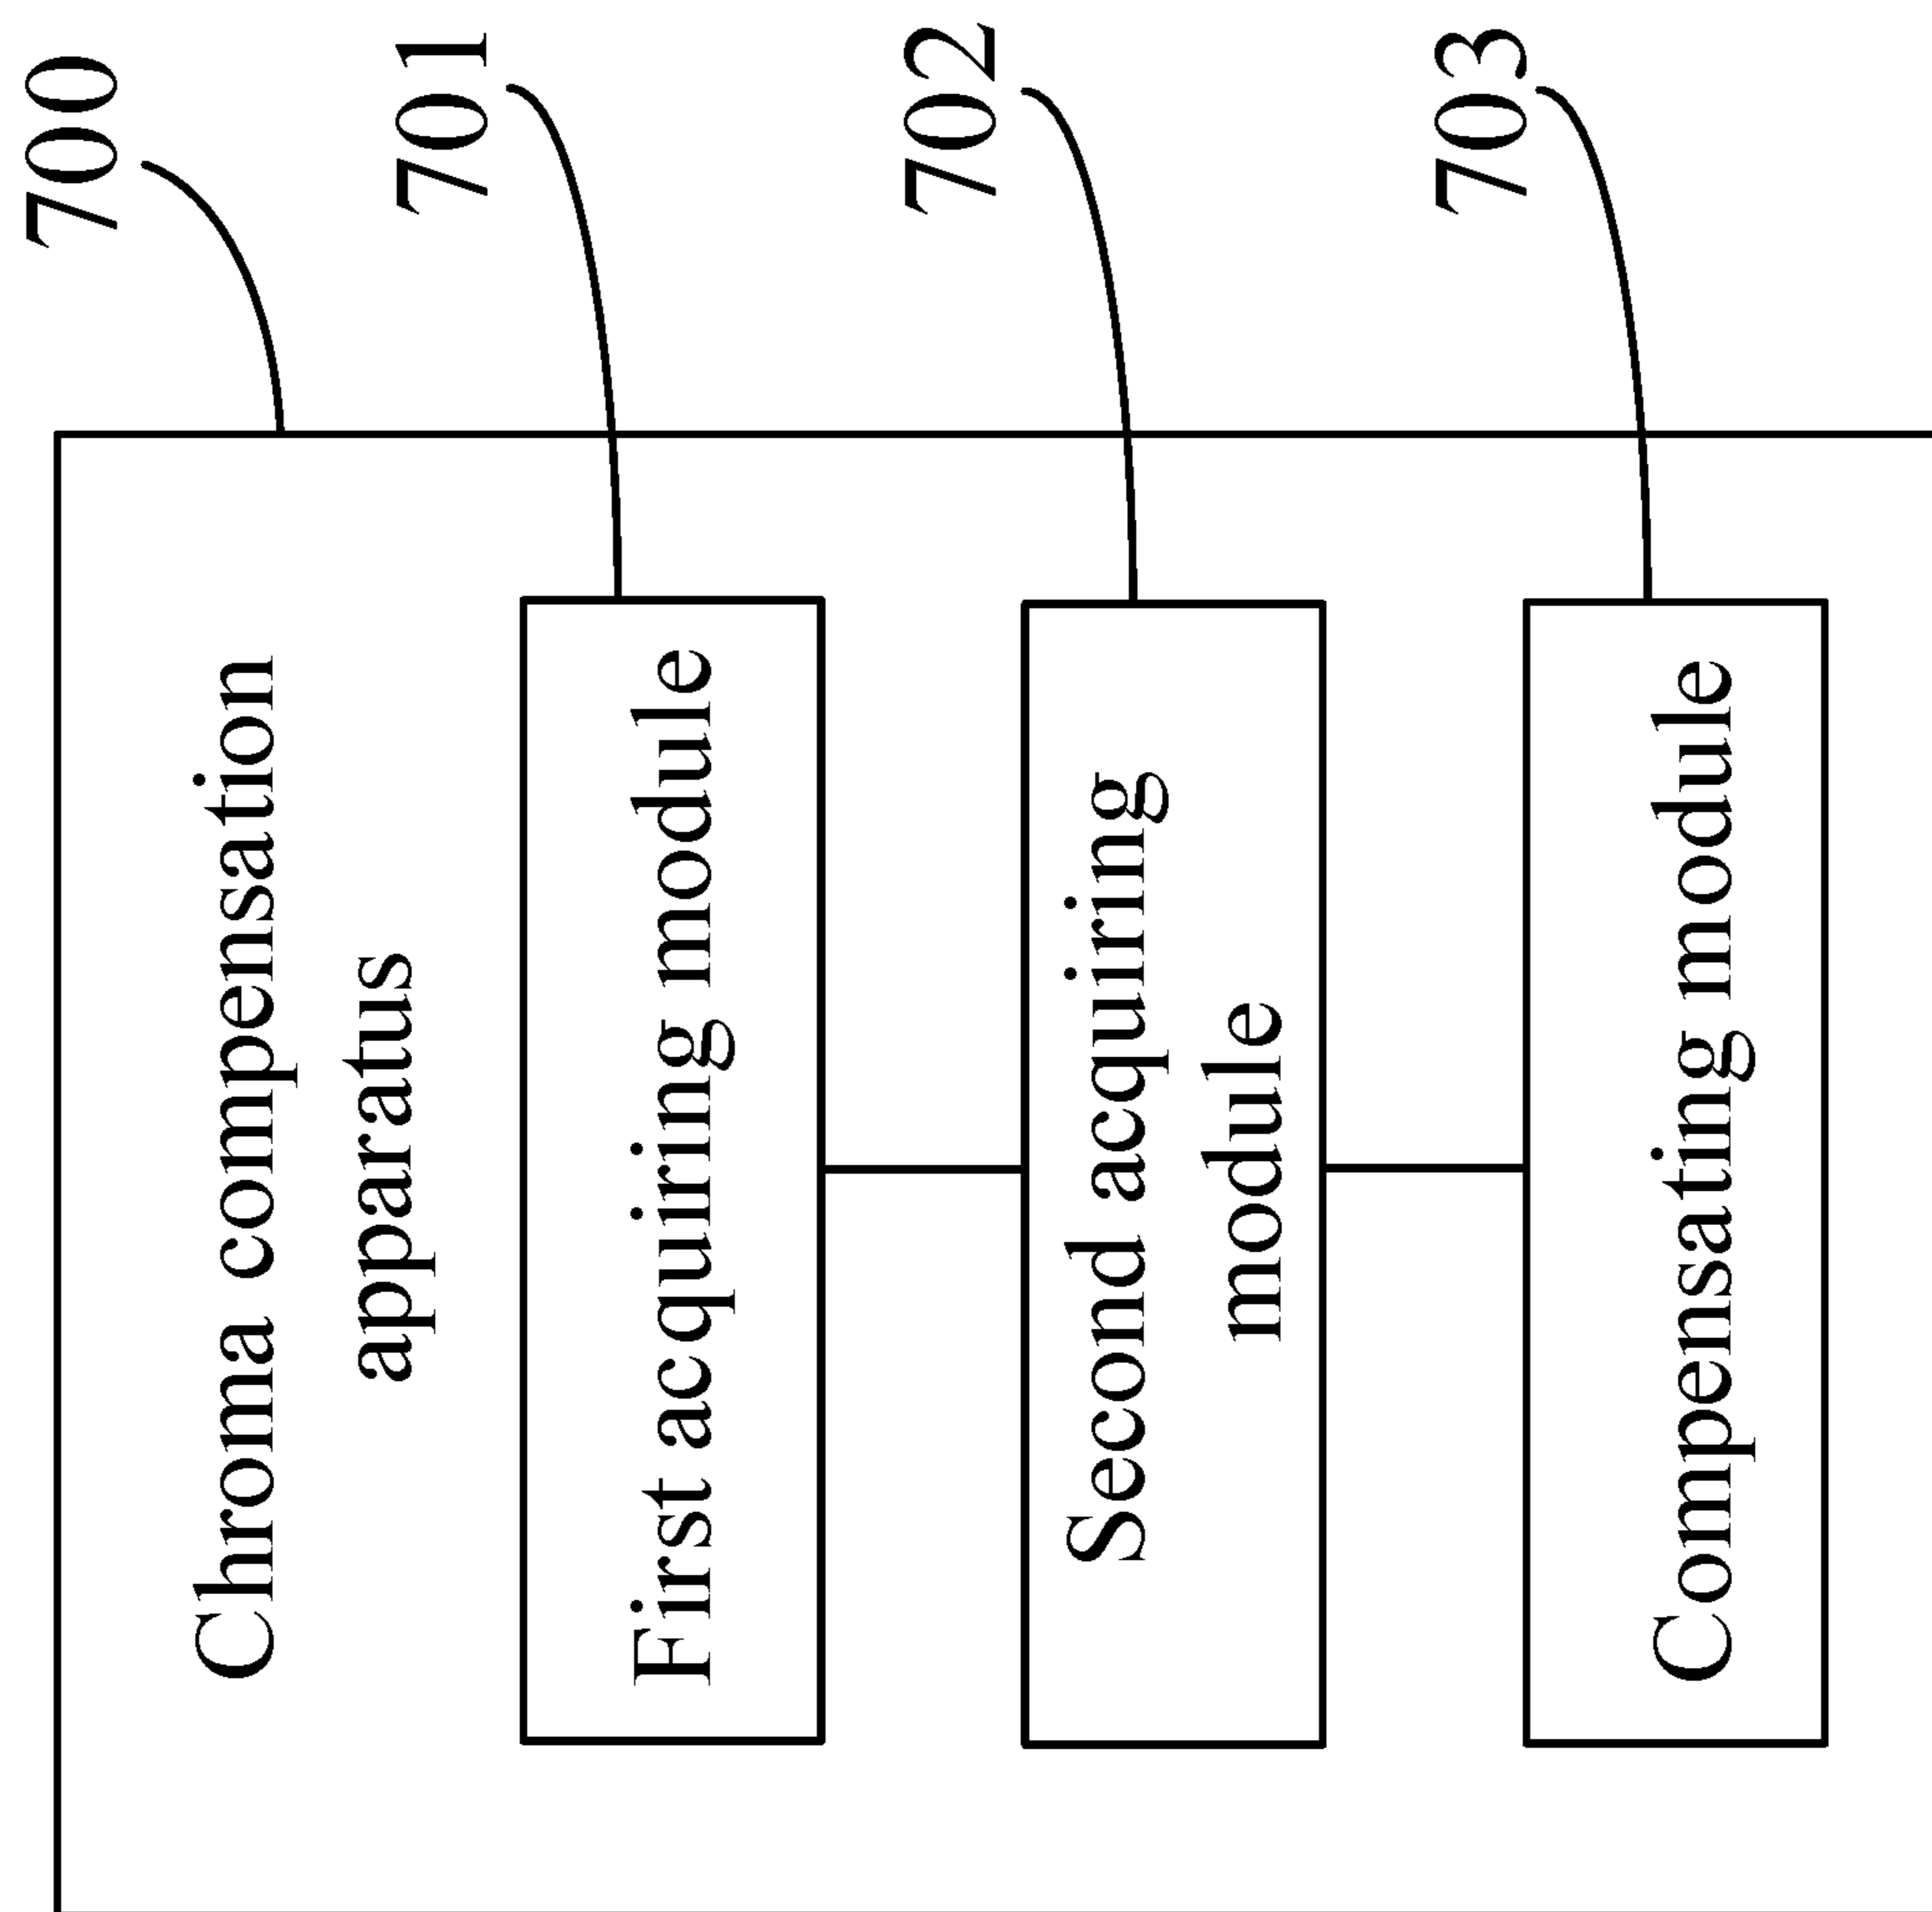 700
Chroma compensation
apparatus
701
First acquiring module
702
Second acquiring
module
703
Compensating module